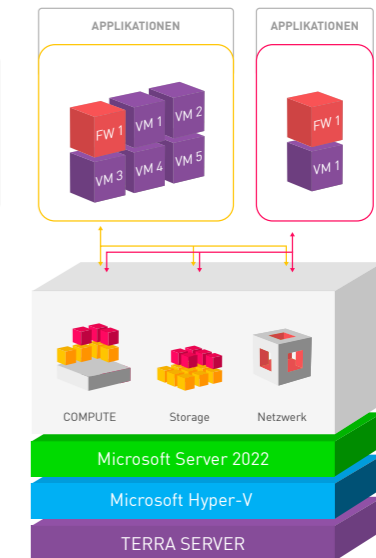 APPLIKATIONEN
APPLIKATIONEN
FW 1
VM 1
VM 2
VM 3
VM 4
VM 5
FW 1
VM 1
COMPUTE
Storage
Netzwerk
Microsoft Server 2022
Microsoft Hyper-V
TERRA SERVER